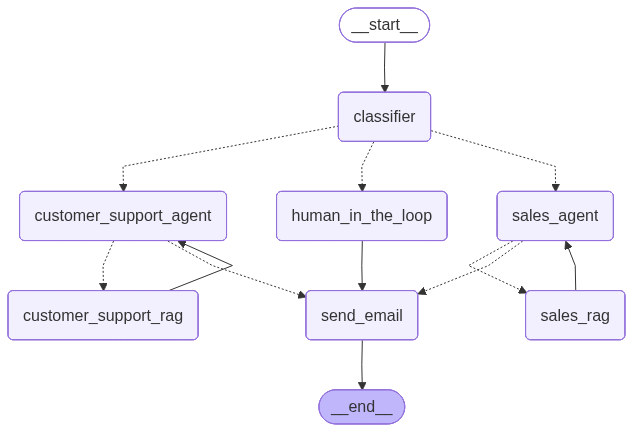 __start__
classifier
customer_support_agent
human_in_the_loop
sales_agent
customer_support_rag
send_email
sales_rag
__end__